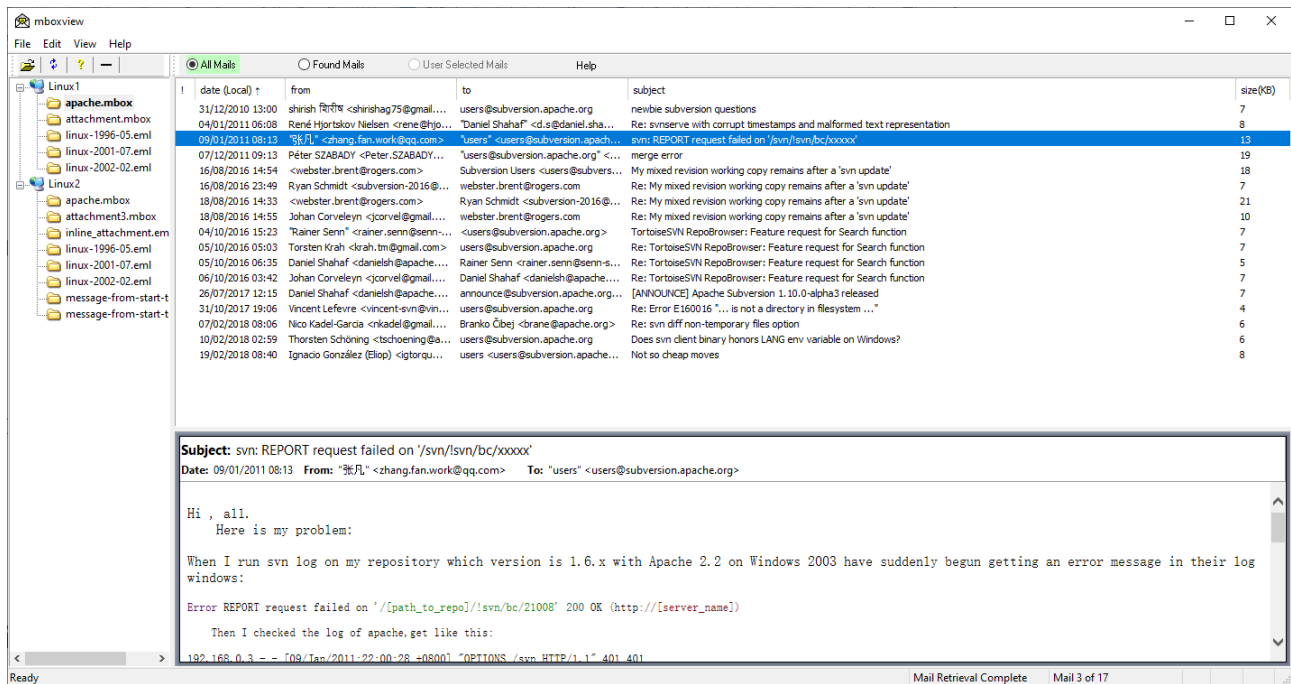 mboxview
File Edit View Help
All Mails Found Mails User Selected Mails Help
Linux1
apache.mbox
attachment.mbox
linux-1996-05.eml
linux-2001-07.eml
linux-2002-02.eml
Linux2
apache.mbox
attachment3.mbox
inline_attachment.em
linux-1996-05.eml
linux-2001-07.eml
linux-2002-02.eml
message-from-start-t
message-from-start-t
! date (Local) ↑ from to subject size(KB)
31/12/2010 13:00 shirish शिरीष <shirishag75@gmail.... users@subversion.apache.org newbie subversion questions 7
04/01/2011 06:08 René Hjortskov Nielsen <rene@hjo... "Daniel Shahaf" <d.s@daniel.sha... Re: svnserve with corrupt timestamps and malformed text representation 8
09/01/2011 08:13 "张凡" <zhang.fan.work@qq.com> "users" <users@subversion.apach... svn: REPORT request failed on '/svn/!svn/bc/xxxxx' 13
07/12/2011 09:13 Péter SZABADY <Peter.SZABADY... "users@subversion.apache.org" <... merge error 19
16/08/2016 14:54 <webster.brent@rogers.com> Subversion Users <users@subvers... My mixed revision working copy remains after a 'svn update' 18
16/08/2016 23:49 Ryan Schmidt <subversion-2016@... webster.brent@rogers.com Re: My mixed revision working copy remains after a 'svn update' 7
18/08/2016 14:33 <webster.brent@rogers.com> Ryan Schmidt <subversion-2016@... Re: My mixed revision working copy remains after a 'svn update' 21
18/08/2016 14:55 Johan Corveleyn <jcorvel@gmail.... webster.brent@rogers.com Re: My mixed revision working copy remains after a 'svn update' 10
04/10/2016 15:23 "Rainer Senn" <rainer.senn@senn-... <users@subversion.apache.org> TortoiseSVN RepoBrowser: Feature request for Search function 7
05/10/2016 05:03 Torsten Krah <krah.tm@gmail.com> users@subversion.apache.org Re: TortoiseSVN RepoBrowser: Feature request for Search function 7
05/10/2016 06:35 Daniel Shahaf <danielsh@apache.... Rainer Senn <rainer.senn@senn-s... Re: TortoiseSVN RepoBrowser: Feature request for Search function 5
06/10/2016 03:42 Johan Corveleyn <jcorvel@gmail.... Daniel Shahaf <danielsh@apache.... Re: TortoiseSVN RepoBrowser: Feature request for Search function 7
26/07/2017 12:15 Daniel Shahaf <danielsh@apache.... announce@subversion.apache.org... [ANNOUNCE] Apache Subversion 1.10.0-alpha3 released 7
31/10/2017 19:06 Vincent Lefevre <vincent-svn@vin... users@subversion.apache.org Re: Error E160016 "... is not a directory in filesystem ..." 4
07/02/2018 08:06 Nico Kadel-Garcia <nkadel@gmail.... Branko Čibej <brane@apache.org> Re: svn diff non-temporary files option 6
10/02/2018 02:59 Thorsten Schöning <tschoening@a... users@subversion.apache.org Does svn client binary honors LANG env variable on Windows? 6
19/02/2018 08:40 Ignacio González (Eliop) <igtorqu... users <users@subversion.apache... Not so cheap moves 8
Subject: svn: REPORT request failed on '/svn/!svn/bc/xxxxx'
Date: 09/01/2011 08:13 From: "张凡" <zhang.fan.work@qq.com> To: "users" <users@subversion.apache.org>
Hi , all.
Here is my problem:
When I run svn log on my repository which version is 1.6.x with Apache 2.2 on Windows 2003 have suddenly begun getting an error message in their log
windows:
Error REPORT request failed on '/[path_to_repo]/!svn/bc/21008' 200 OK (http://[server_name])
Then I checked the log of apache,get like this:
192.168.0.3 - - [09/Jan/2011:22:00:28 +0800] "OPTIONS /svn HTTP/1.1" 401 401
Ready Mail Retrieval Complete Mail 3 of 17